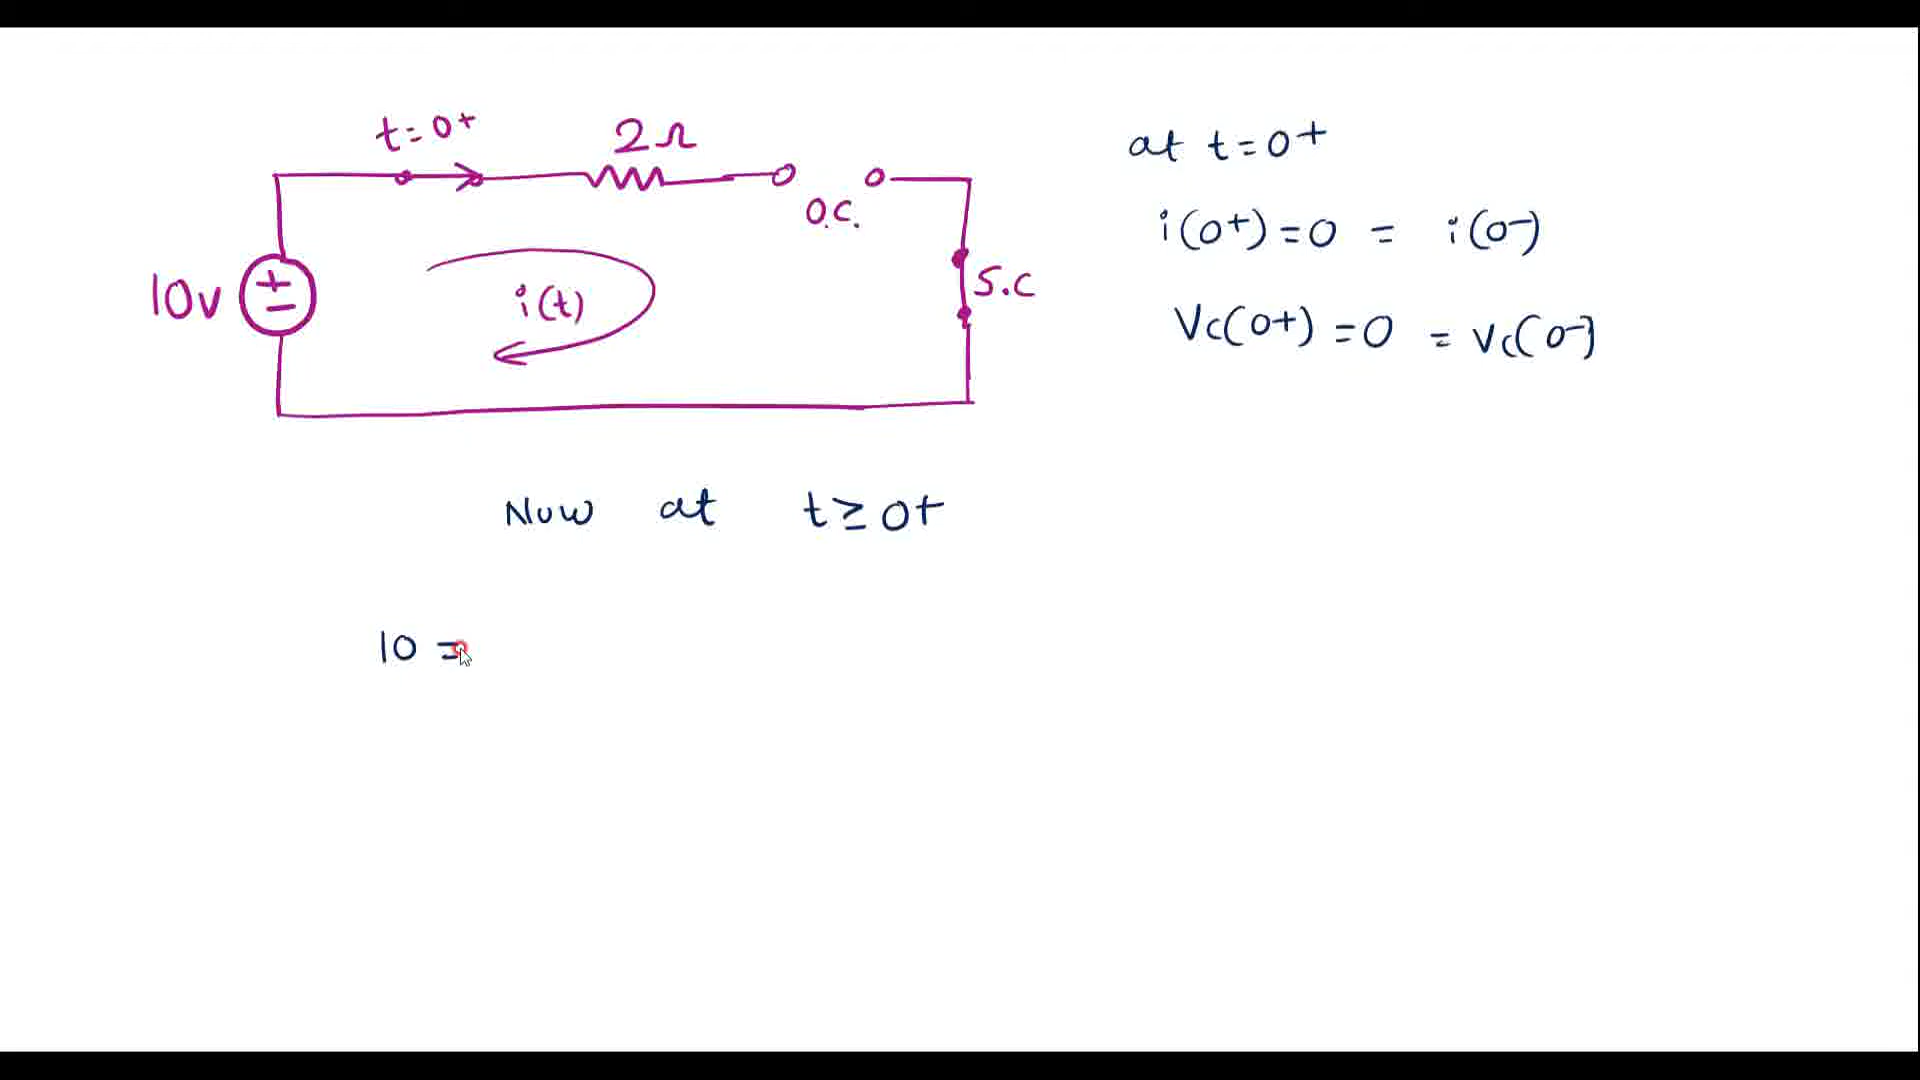 t=0+
2Ω
O.C.
10v
i(t)
S.C
at t=0+
i(0+)=0 = i(0-)
Vc(0+)=0 = Vc(0-)
Now at t≥0+
10 =